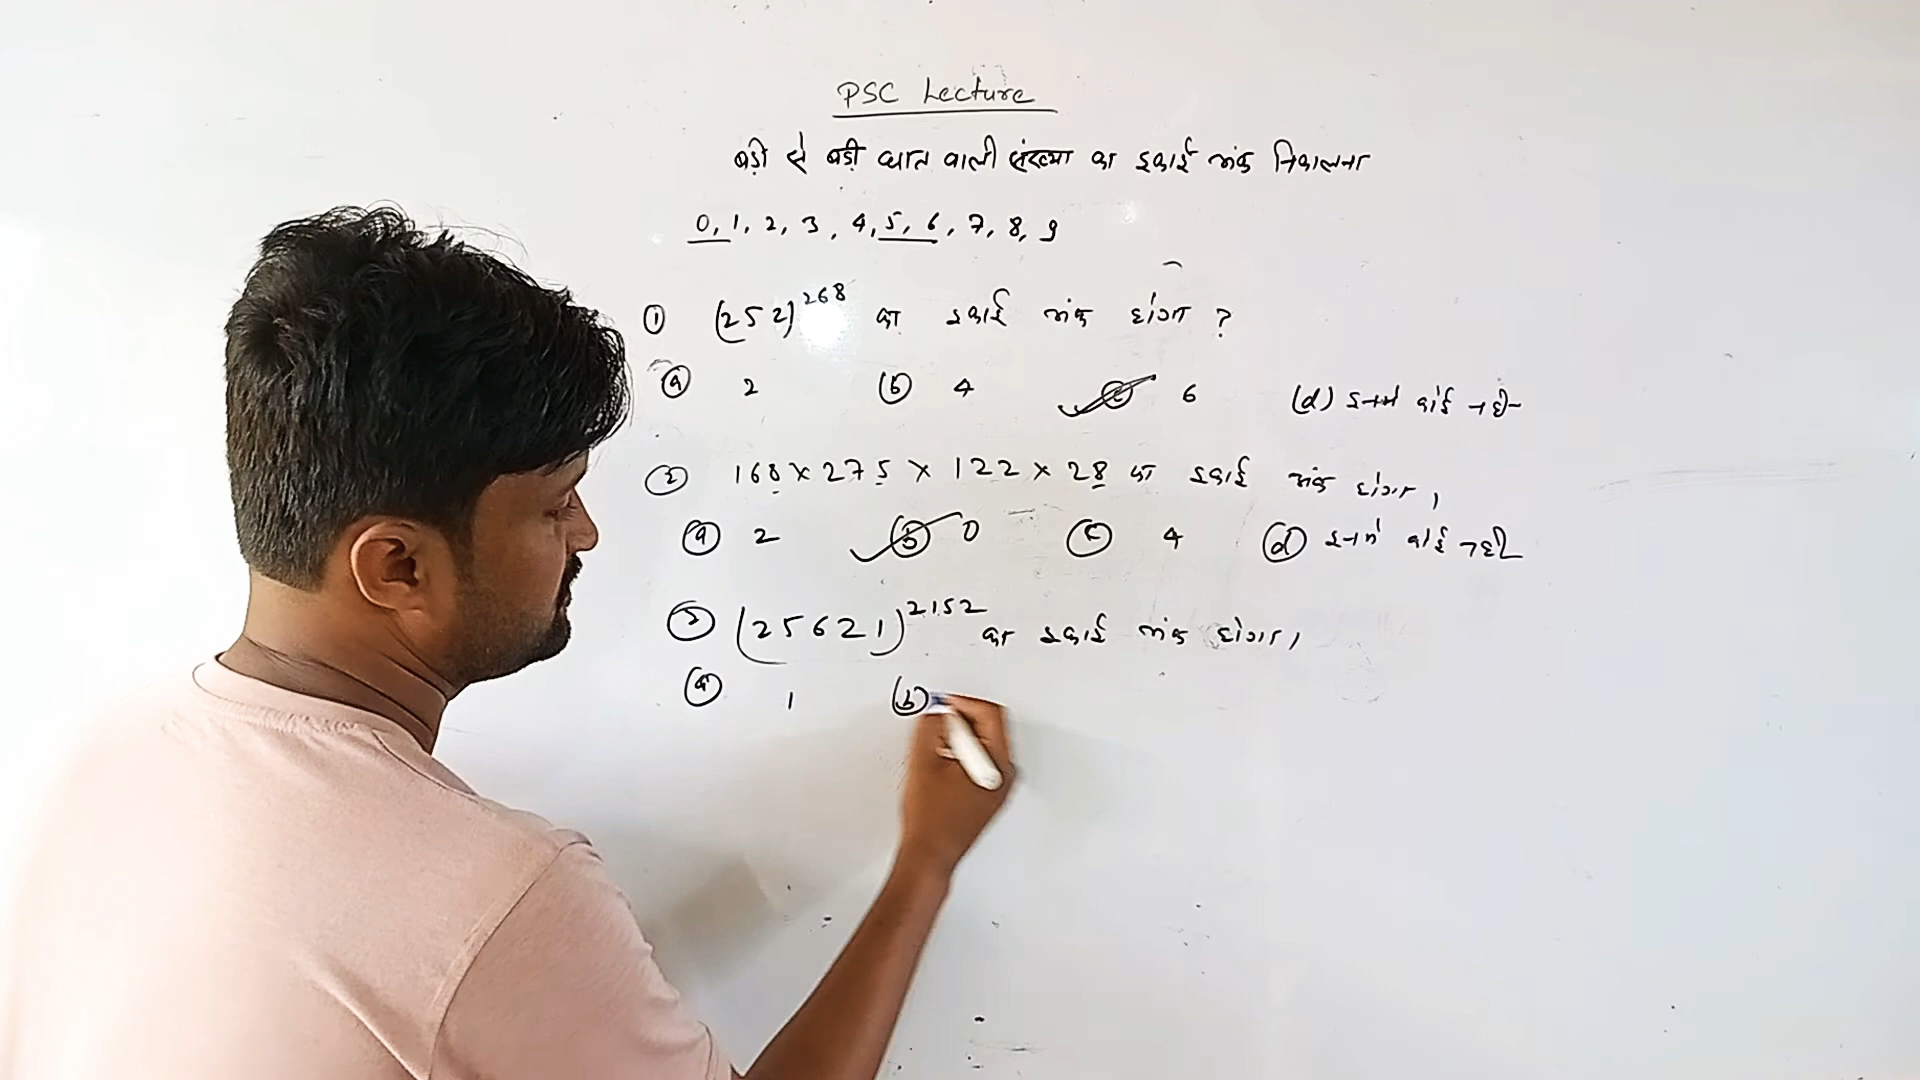 PSC Lecture
बड़ी से बड़ी घात वाली संख्या का इकाई अंक निकालना
0, 1, 2, 3, 4, 5, 6, 7, 8, 9
① (252)^268 का इकाई अंक होगा ?
(a) 2 (b) 4 (c) 6 (d) इनमें कोई नही
② 168 × 275 × 122 × 28 का इकाई अंक होगा,
(a) 2 (b) 0 (c) 4 (d) इनमें कोई नही
③ (25621)^2152 का इकाई अंक होगा,
(a) 1 (b)